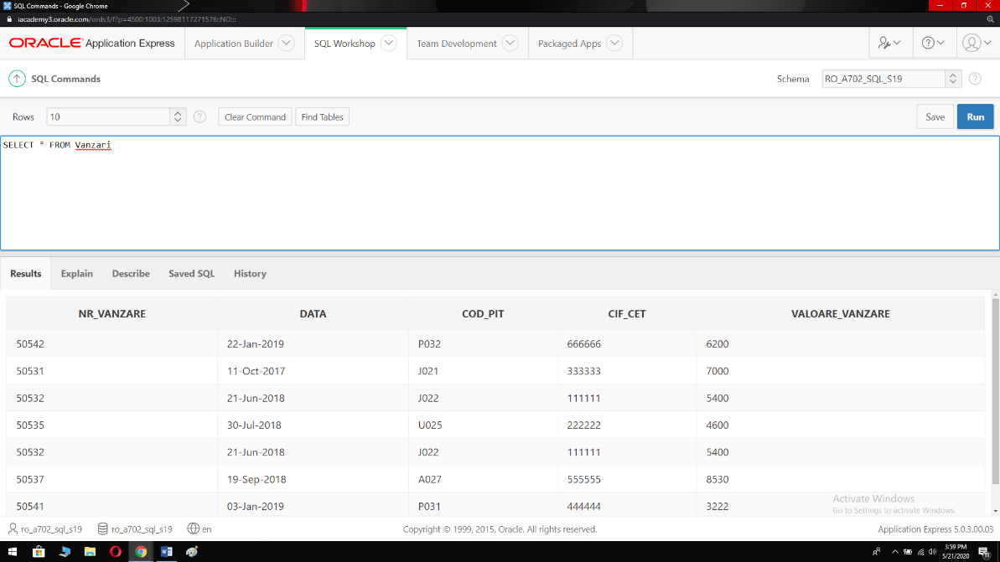 SQL Commands - Google Chrome
iacademy3.oracle.com/ords3/f?p=4500:1003:12598117271576::NO:::
ORACLE Application Express Application Builder SQL Workshop Team Development Packaged Apps
SQL Commands Schema RO_A702_SQL_S19
Rows 10 Clear Command Find Tables Save Run
SELECT * FROM Vanzari
Results Explain Describe Saved SQL History
NR_VANZARE DATA COD_PIT CIF_CET VALOARE_VANZARE
50542 22-Jan-2019 P032 666666 6200
50531 11-Oct-2017 J021 333333 7000
50532 21-Jun-2018 J022 111111 5400
50535 30-Jul-2018 U025 222222 4600
50532 21-Jun-2018 J022 111111 5400
50537 19-Sep-2018 A027 555555 8530
50541 03-Jan-2019 P031 444444 3222
Activate Windows
Go to Settings to activate Windows.
ro_a702_sql_s19 ro_a702_sql_s19 en Copyright © 1999, 2015, Oracle. All rights reserved. Application Express 5.0.3.00.03
3:59 PM
5/21/2020